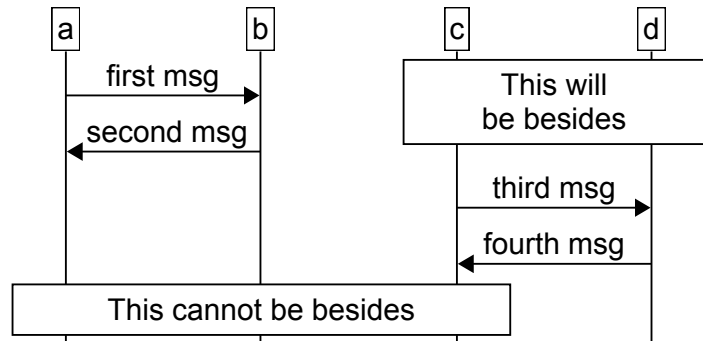 a
b
c
d
first msg
This will
be besides
second msg
third msg
fourth msg
This cannot be besides